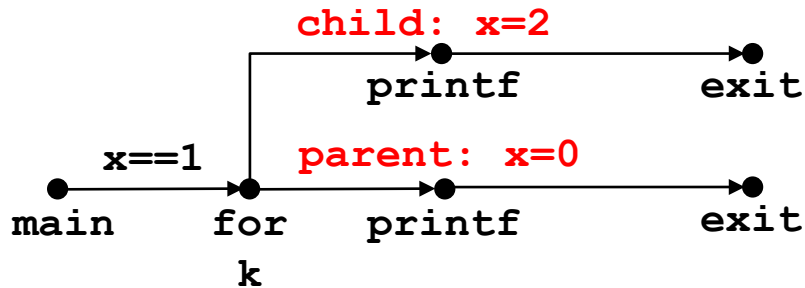 child: x=2
printf exit
x==1 parent: x=0
main for printf exit
k